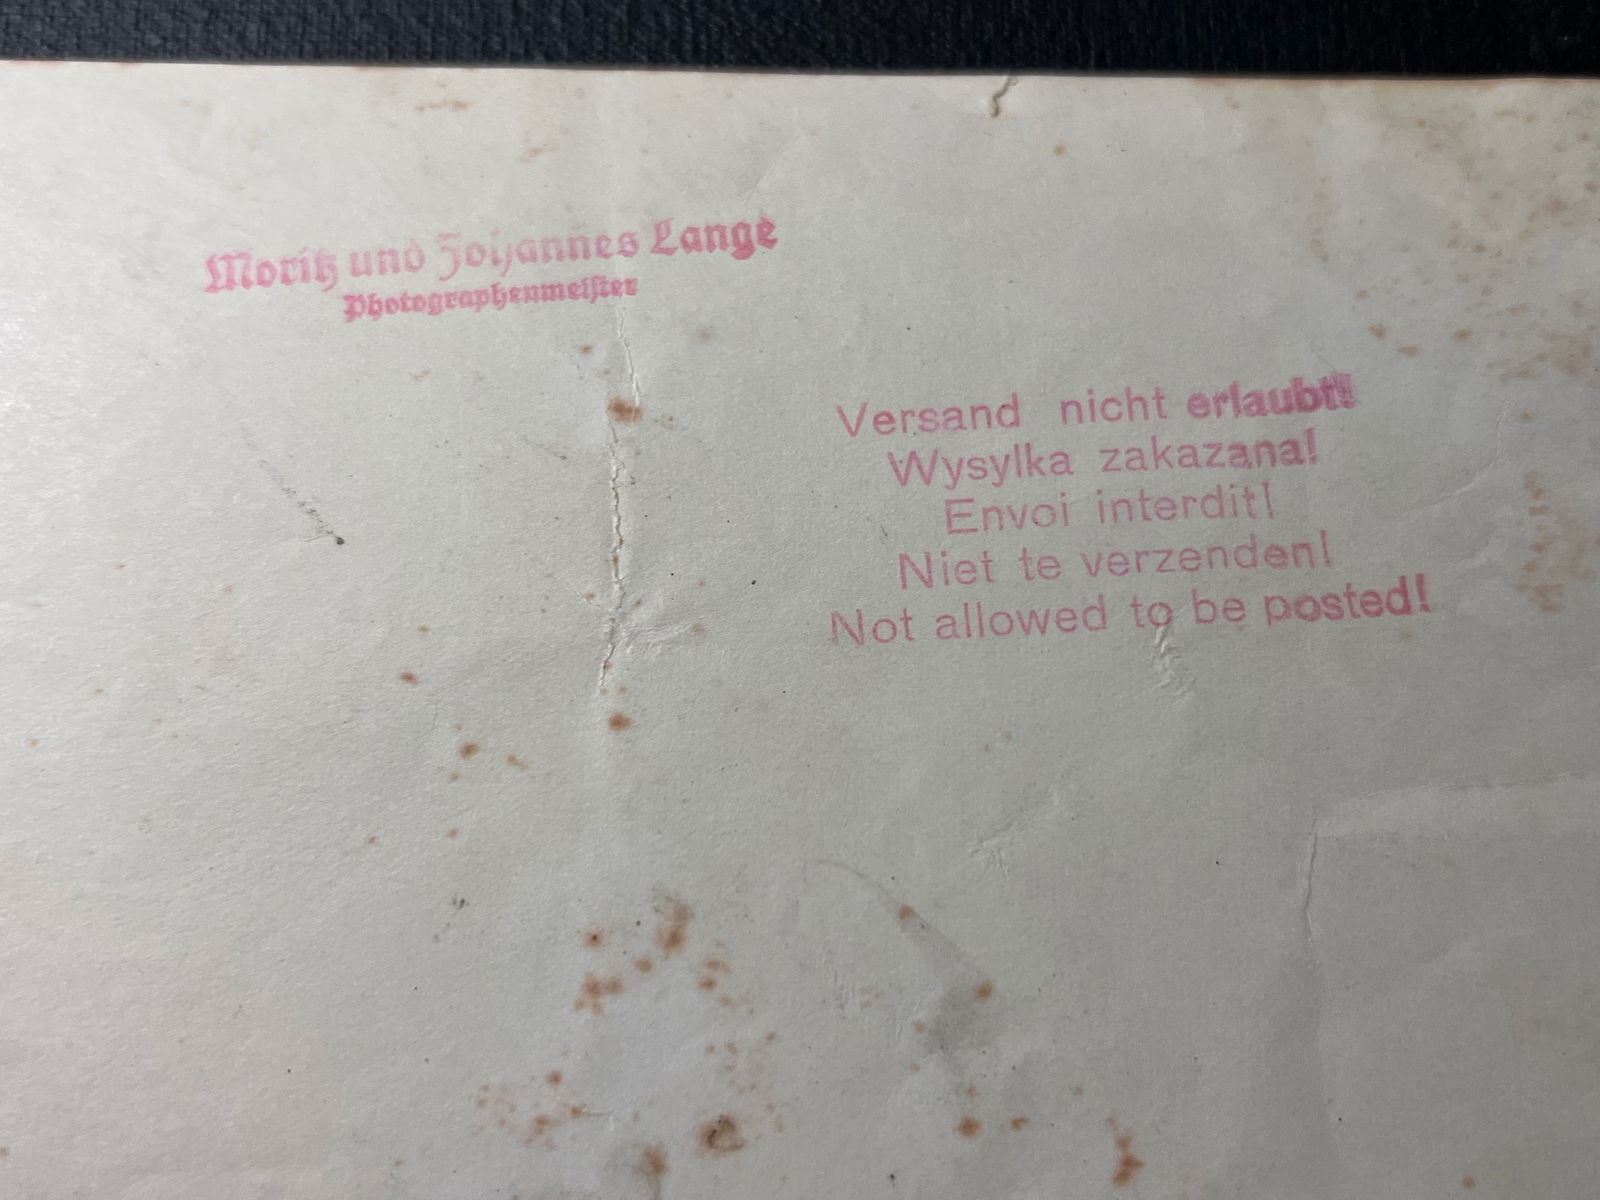 Moritz und Johannes Lange
Photographenmeister
Versand nicht erlaubt!
Wysylka zakazana!
Envoi interdit!
Niet te verzenden!
Not allowed to be posted!